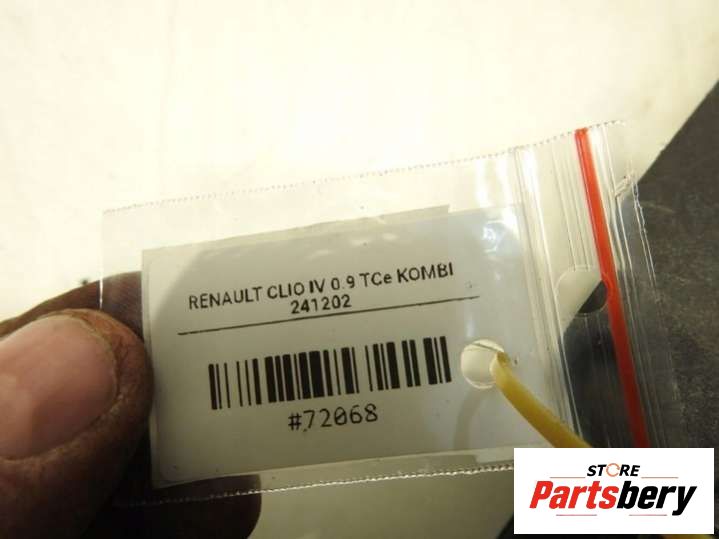 RENAULT CLIO IV 0.9 TCe KOMBI
241202
#72068
STORE
Partsbery